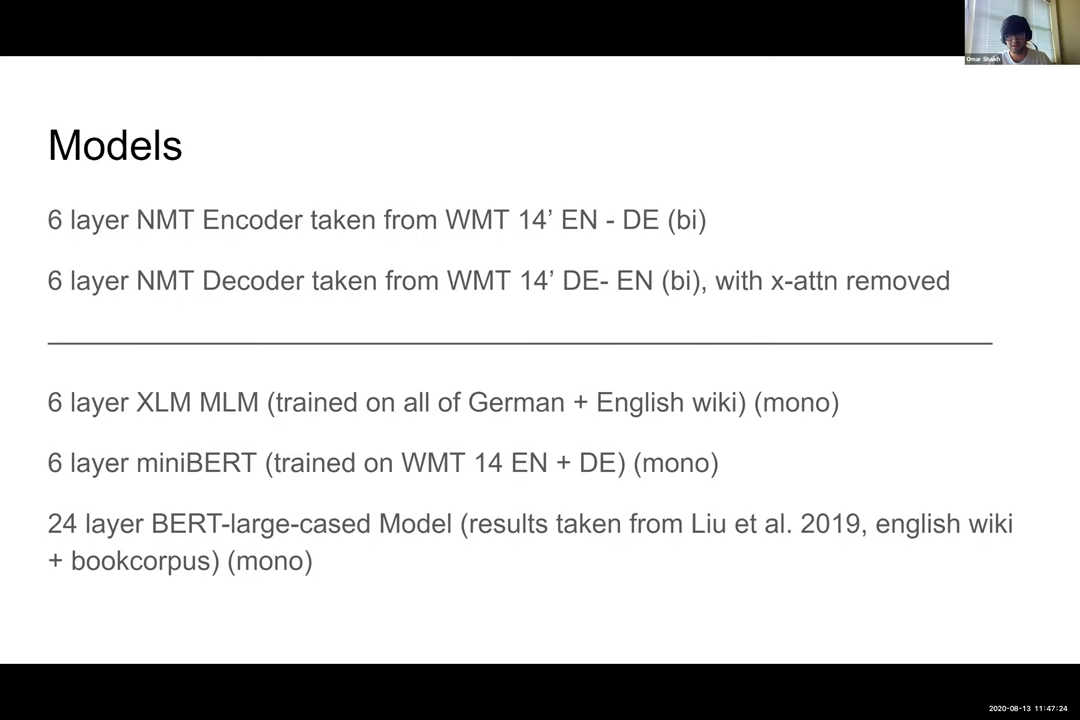 Omar Shaikh
Models
6 layer NMT Encoder taken from WMT 14’ EN - DE (bi)
6 layer NMT Decoder taken from WMT 14’ DE- EN (bi), with x-attn removed
6 layer XLM MLM (trained on all of German + English wiki) (mono)
6 layer miniBERT (trained on WMT 14 EN + DE) (mono)
24 layer BERT-large-cased Model (results taken from Liu et al. 2019, english wiki
+ bookcorpus) (mono)
2020-08-13 11:47:24